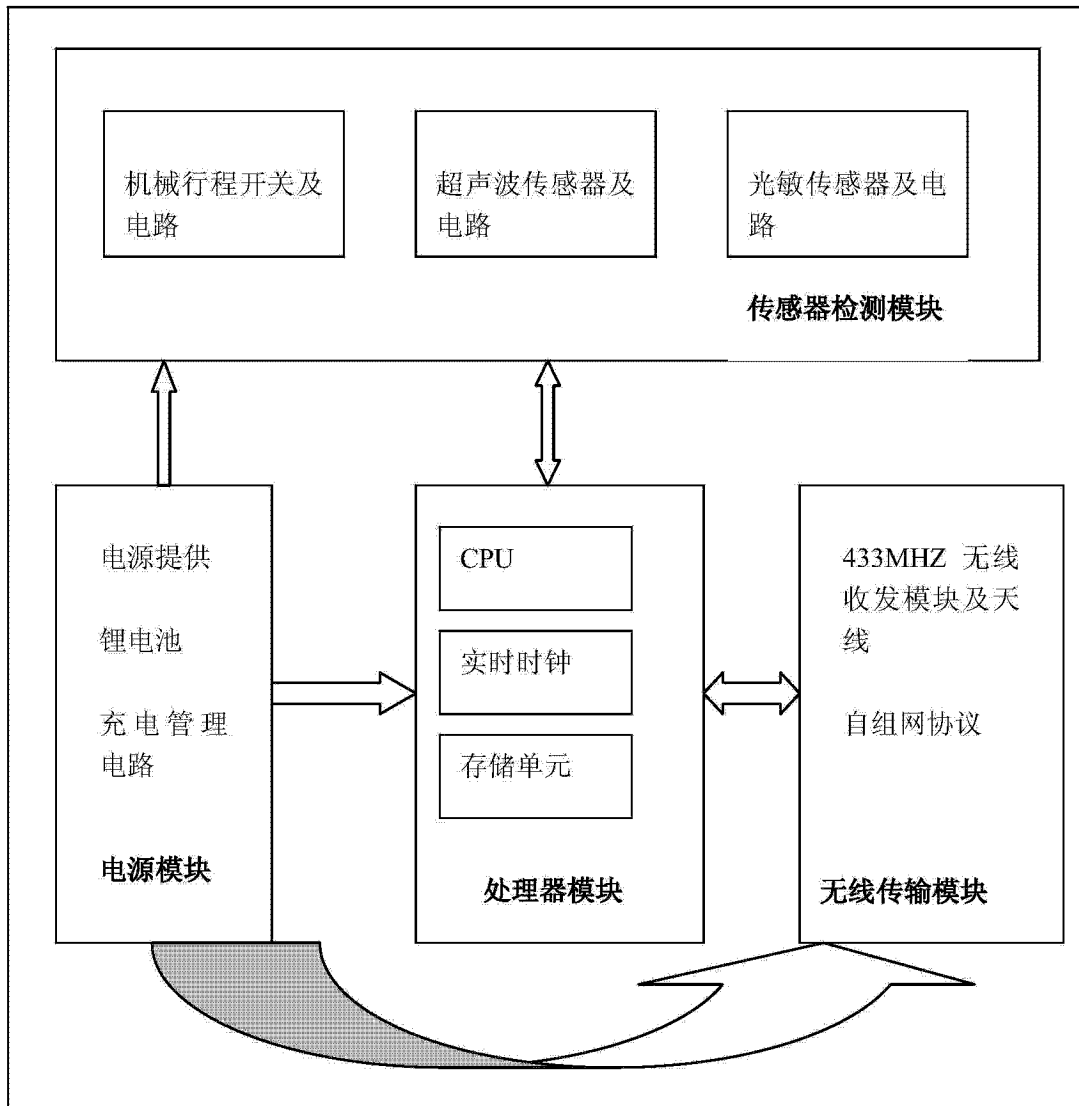 机械行程开关及
电路
超声波传感器及
电路
光敏传感器及电
路
传感器检测模块
电源提供
锂电池
充电管理
电路
电源模块
CPU
实时时钟
存储单元
处理器模块
433MHZ 无线
收发模块及天
线
自组网协议
无线传输模块